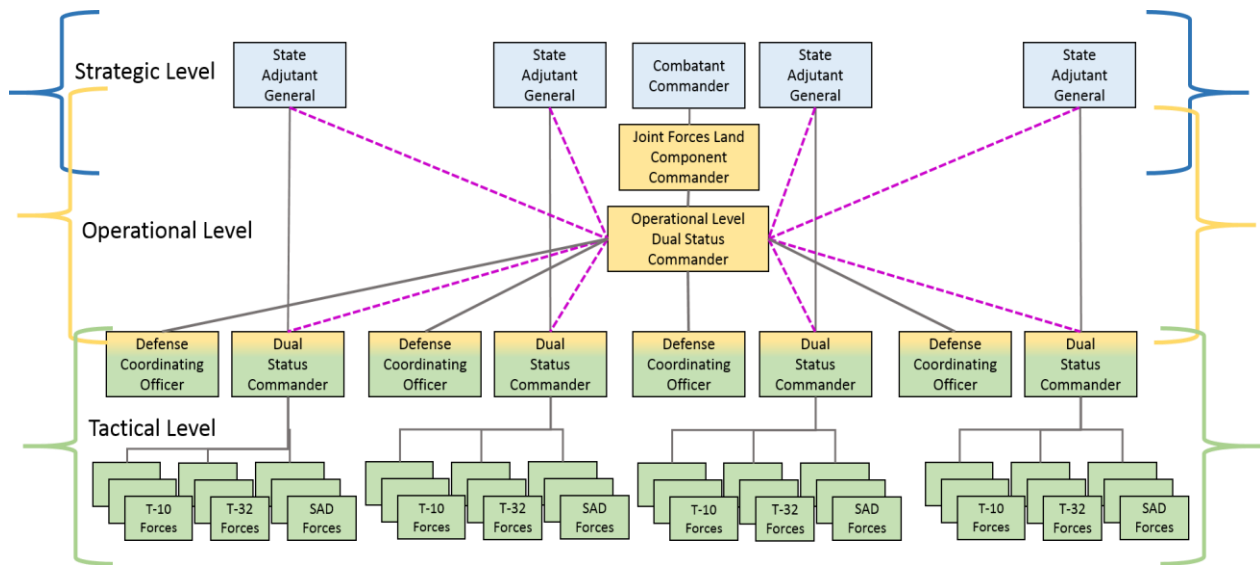 Strategic Level
State
Adjutant
General
State
Adjutant
General
Combatant
Commander
State
Adjutant
General
State
Adjutant
General
Joint Forces Land
Component
Commander
Operational Level
Operational Level
Dual Status
Commander
Defense
Coordinating
Officer
Dual
Status
Commander
Defense
Coordinating
Officer
Dual
Status
Commander
Defense
Coordinating
Officer
Dual
Status
Commander
Defense
Coordinating
Officer
Dual
Status
Commander
Tactical Level
T-10
Forces
T-32
Forces
SAD
Forces
T-10
Forces
T-32
Forces
SAD
Forces
T-10
Forces
T-32
Forces
SAD
Forces
T-10
Forces
T-32
Forces
SAD
Forces